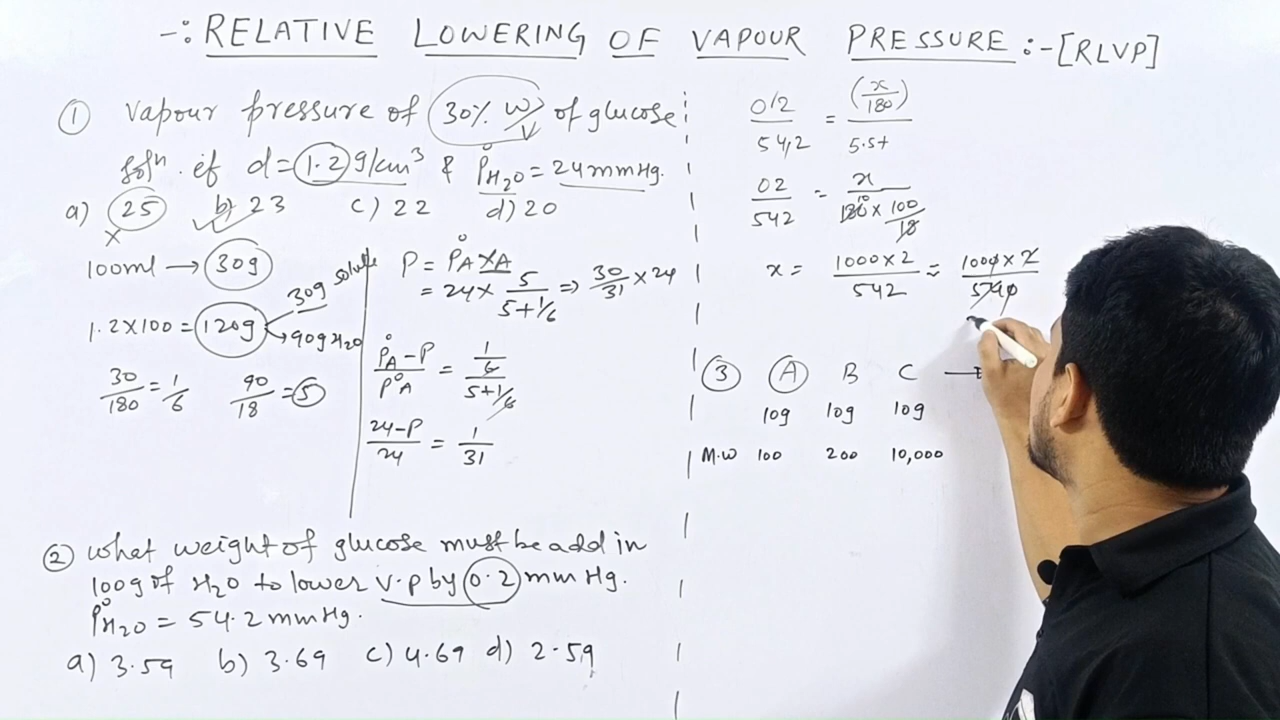 -: RELATIVE LOWERING OF VAPOUR PRESSURE :- [RLVP]
① Vapour pressure of 30% W/V of glucose
solⁿ. if d = 1.2 g/cm³ & P°H₂O = 24 mmHg.
a) 25 b) 23 c) 22 d) 20
100ml → 30g
1.2 × 100 = 120g → 30g solute
→ 90g H₂O
30/180 = 1/6 90/18 = 5
P = P°A XA
= 24 × 5/(5+1/6) ⇒ 30/31 × 24
(P°A - P)/P°A = (1/6)/(5+1/6)
(24-P)/24 = 1/31
② What weight of glucose must be add in
100g of H₂O to lower v.p by 0.2 mm Hg.
P°H₂O = 54.2 mmHg.
a) 3.59 b) 3.69 c) 4.69 d) 2.59
0.2/54.2 = (x/180)/5.5+
02/542 = x/(180 × 100/18)
10
x = (1000 × 2)/542 = (1000 × 2)/540
③ A B C →
10g 10g 10g
M.W 100 200 10,000